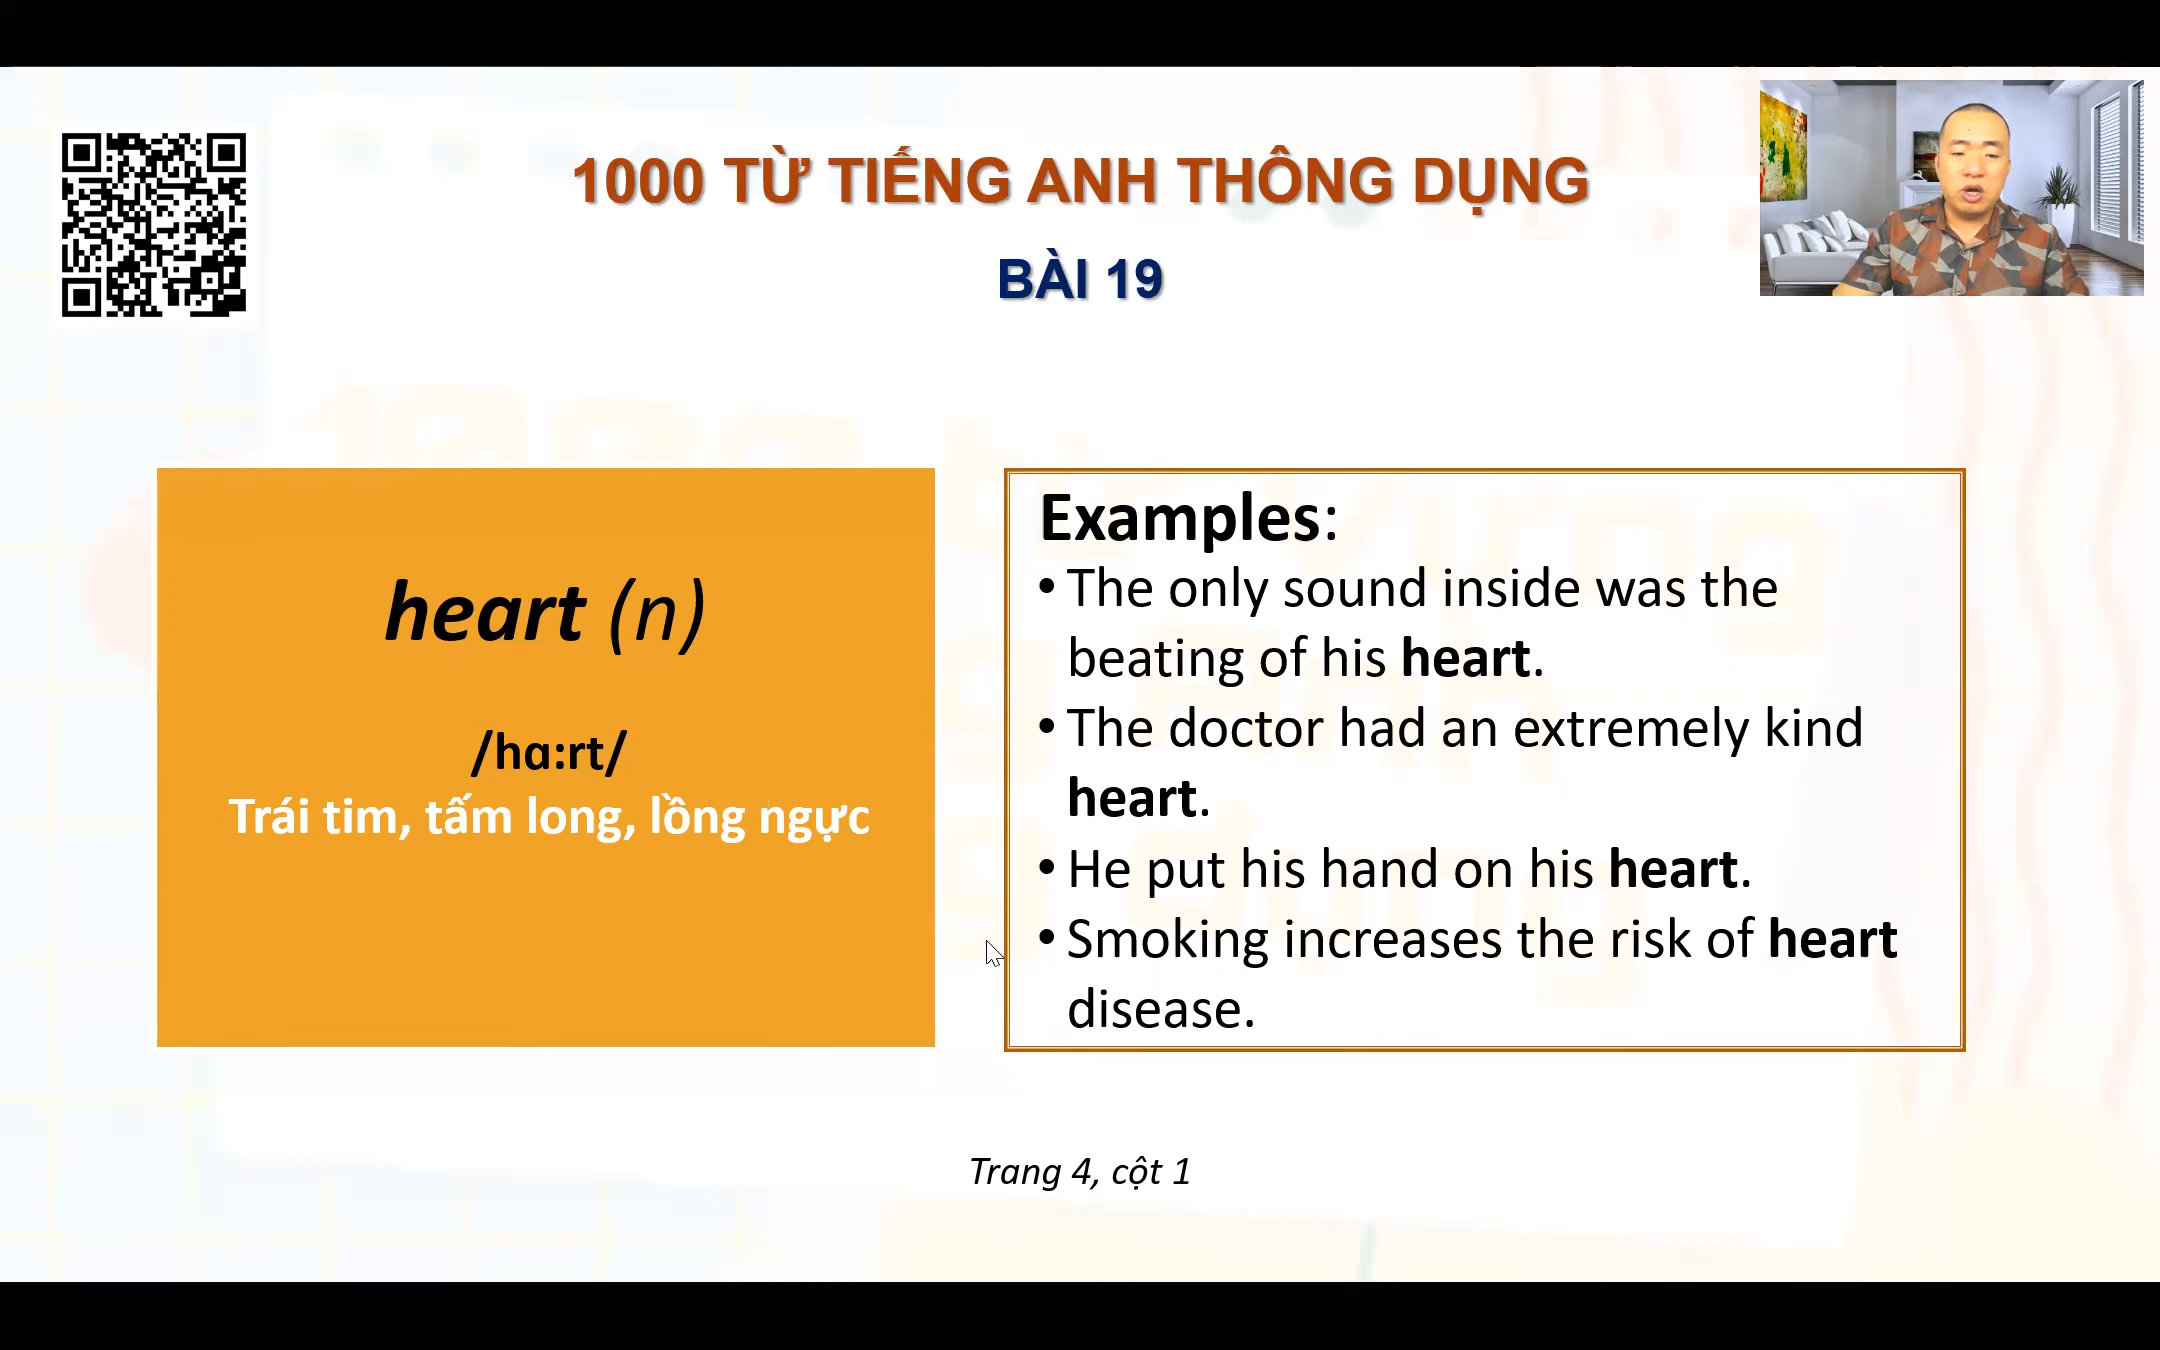 1000 TỪ TIẾNG ANH THÔNG DỤNG
BÀI 19
heart (n)
/hɑ:rt/
Trái tim, tấm long, lồng ngực
Examples:
• The only sound inside was the
beating of his heart.
• The doctor had an extremely kind
heart.
• He put his hand on his heart.
• Smoking increases the risk of heart
disease.
Trang 4, cột 1